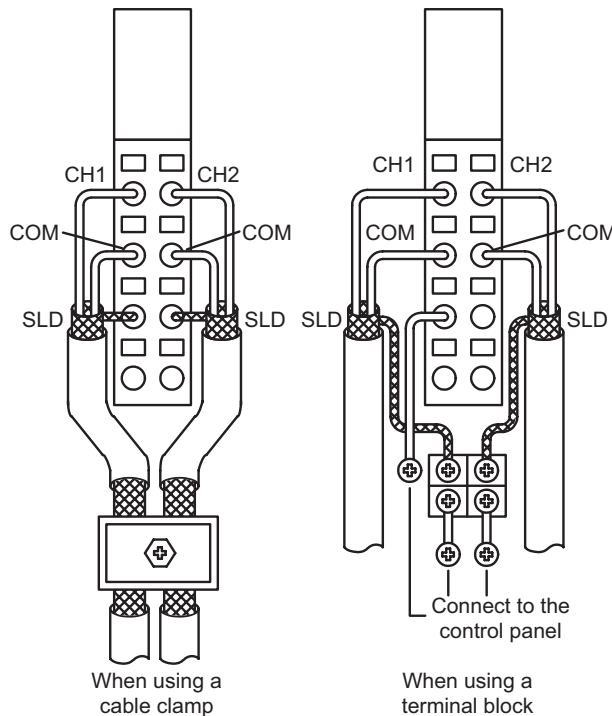 CH1
CH2
COM
COM
SLD
SLD
When using a
cable clamp
CH1
CH2
COM
COM
SLD
SLD
Connect to the
control panel
When using a
terminal block